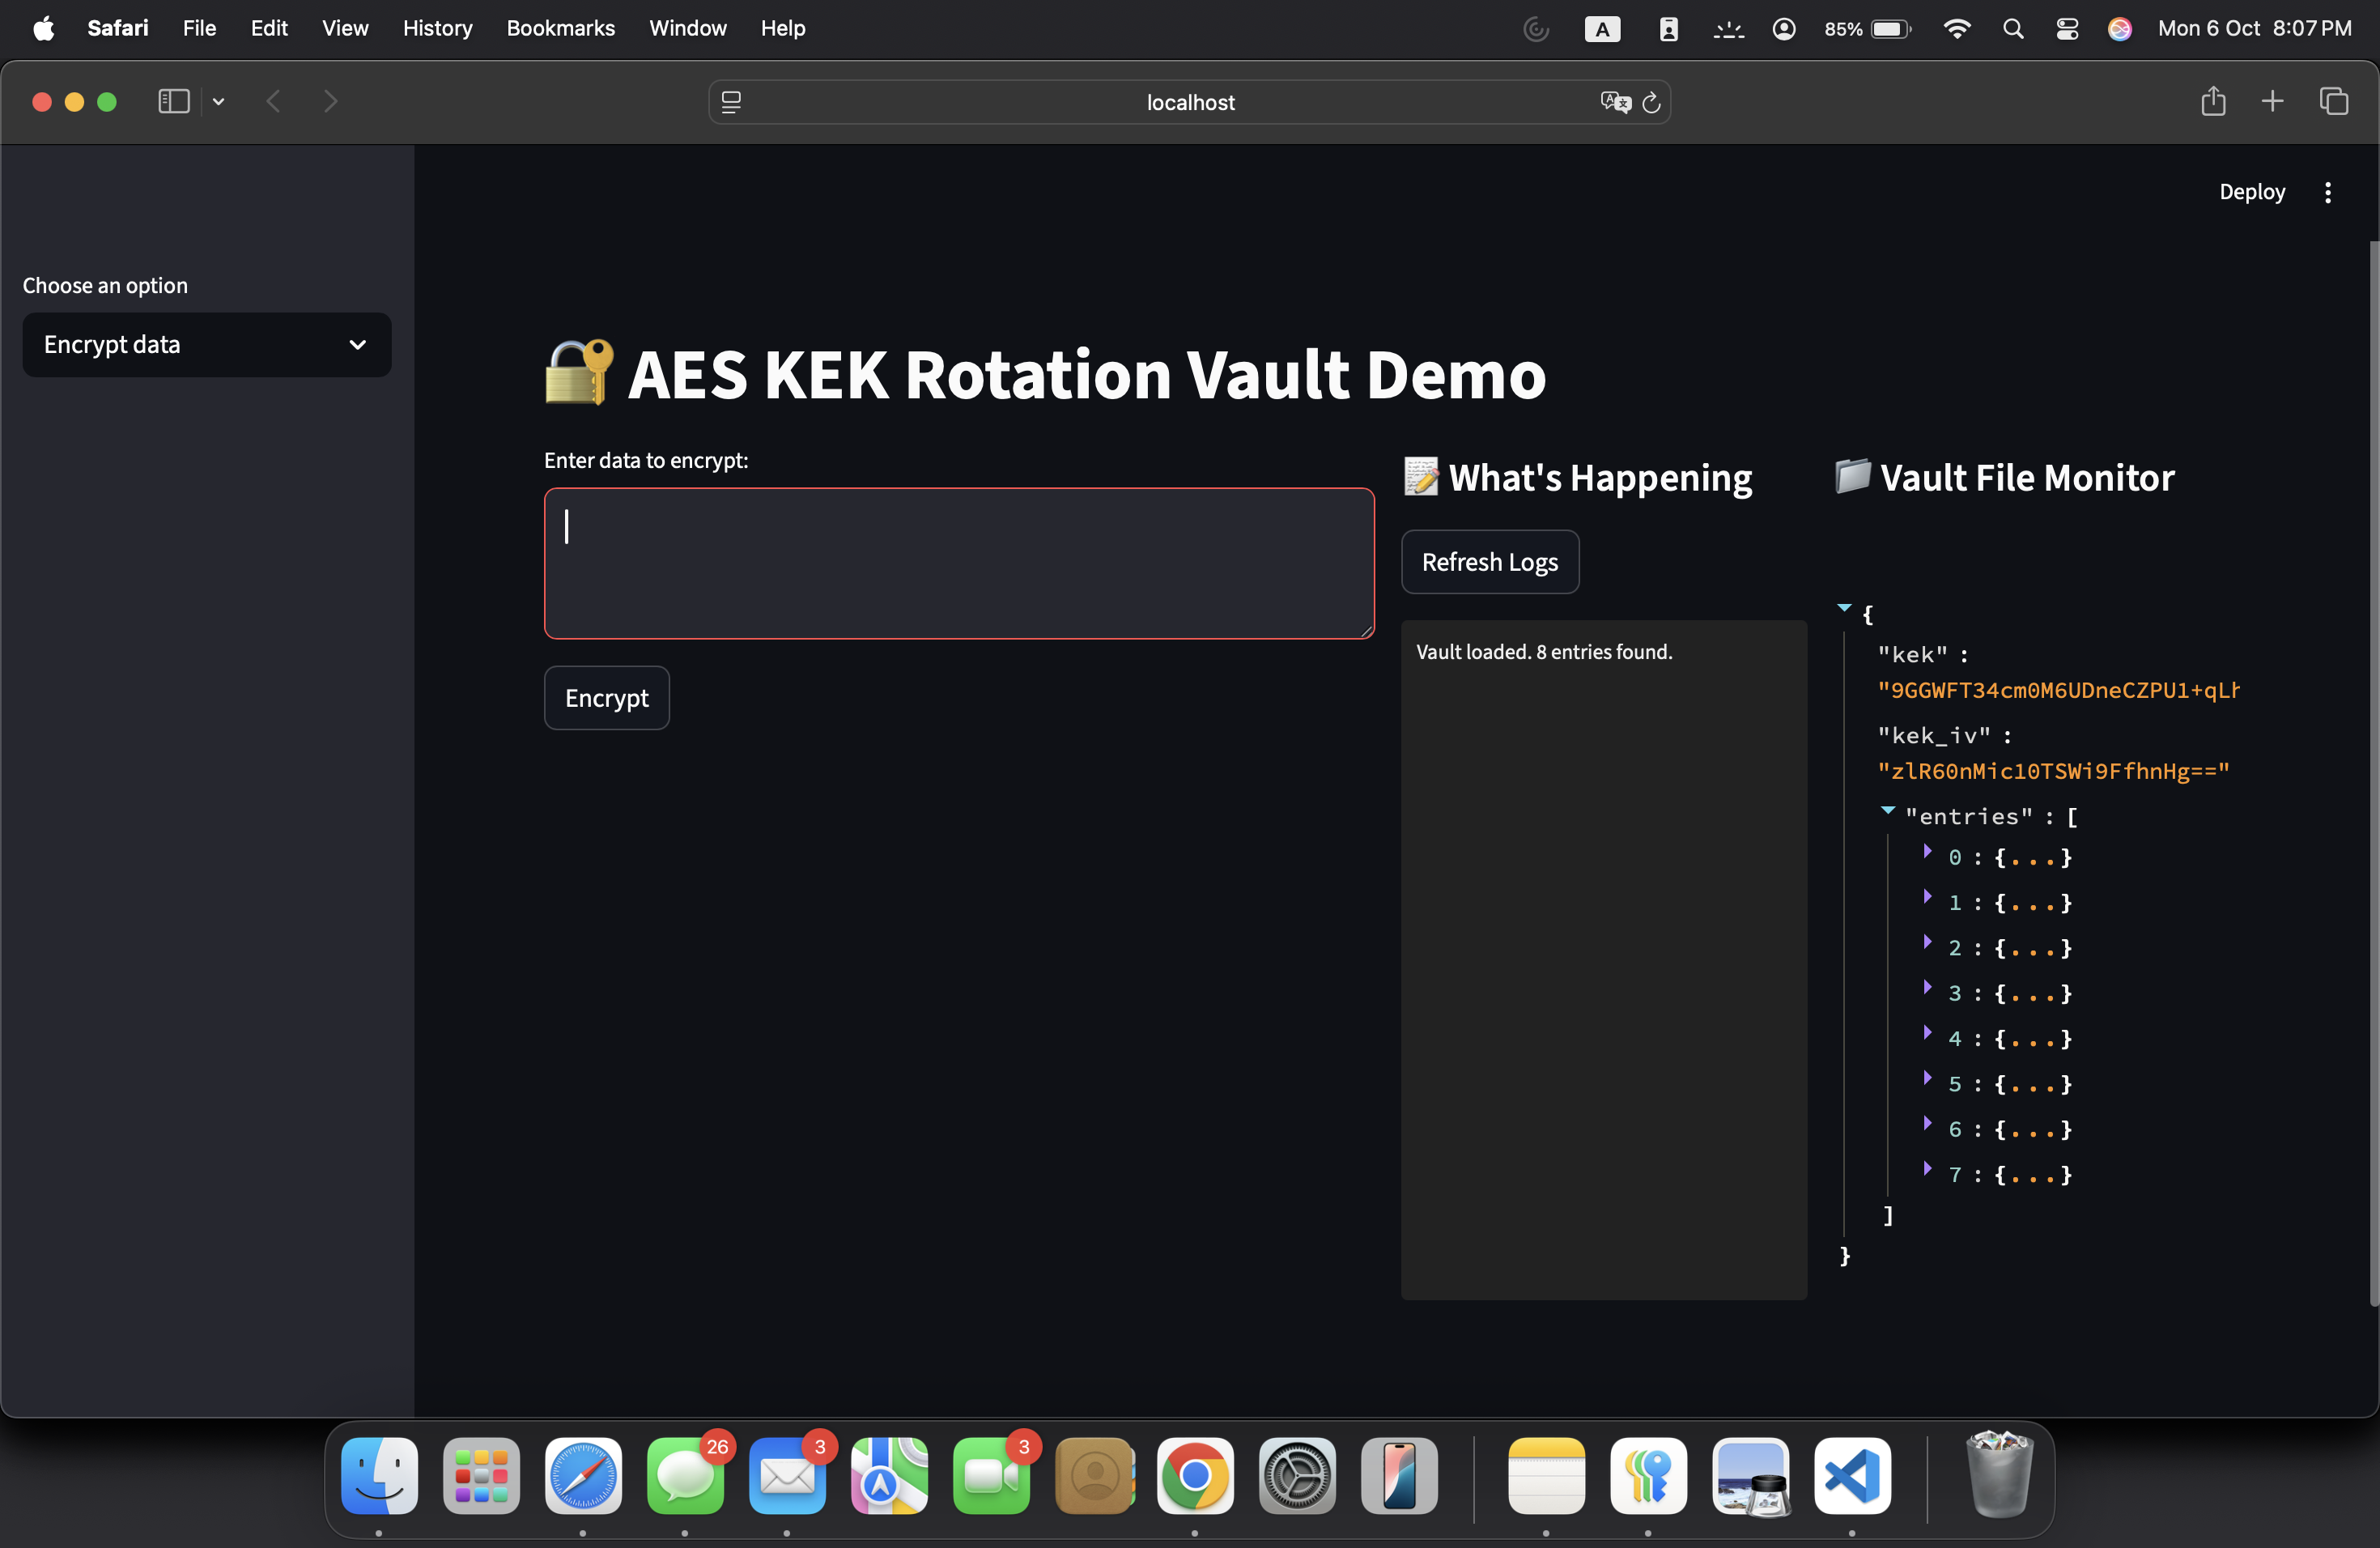 Safari File Edit View History Bookmarks Window Help A 85% Mon 6 Oct 8:07 PM
localhost
Deploy
Choose an option
Encrypt data
AES KEK Rotation Vault Demo
Enter data to encrypt:
Encrypt
What's Happening
Refresh Logs
Vault loaded. 8 entries found.
Vault File Monitor
{
"kek" :
"9GGWFT34cm0M6UDneCZPU1+qLh
"kek_iv" :
"zlR60nMic10TSWi9FfhnHg=="
"entries" : [
0 : {...}
1 : {...}
2 : {...}
3 : {...}
4 : {...}
5 : {...}
6 : {...}
7 : {...}
]
}
26 3 3